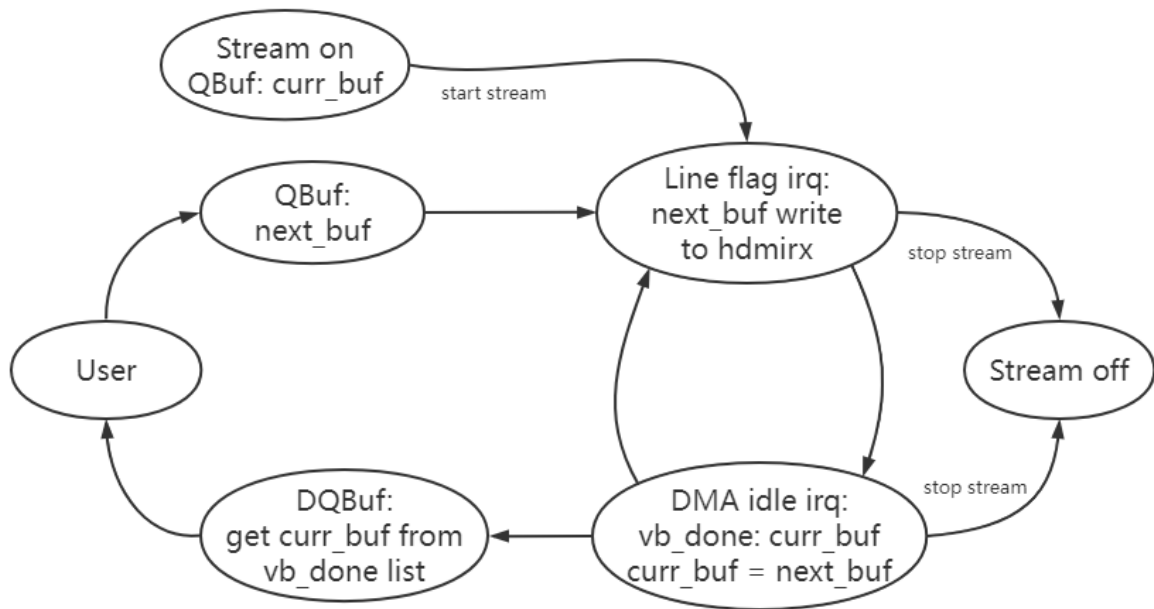 Stream on
QBuf: curr_buf
start stream
QBuf:
next_buf
Line flag irq:
next_buf write
to hdmirx
stop stream
User
Stream off
DQBuf:
get curr_buf from
vb_done list
DMA idle irq:
vb_done: curr_buf
curr_buf = next_buf
stop stream